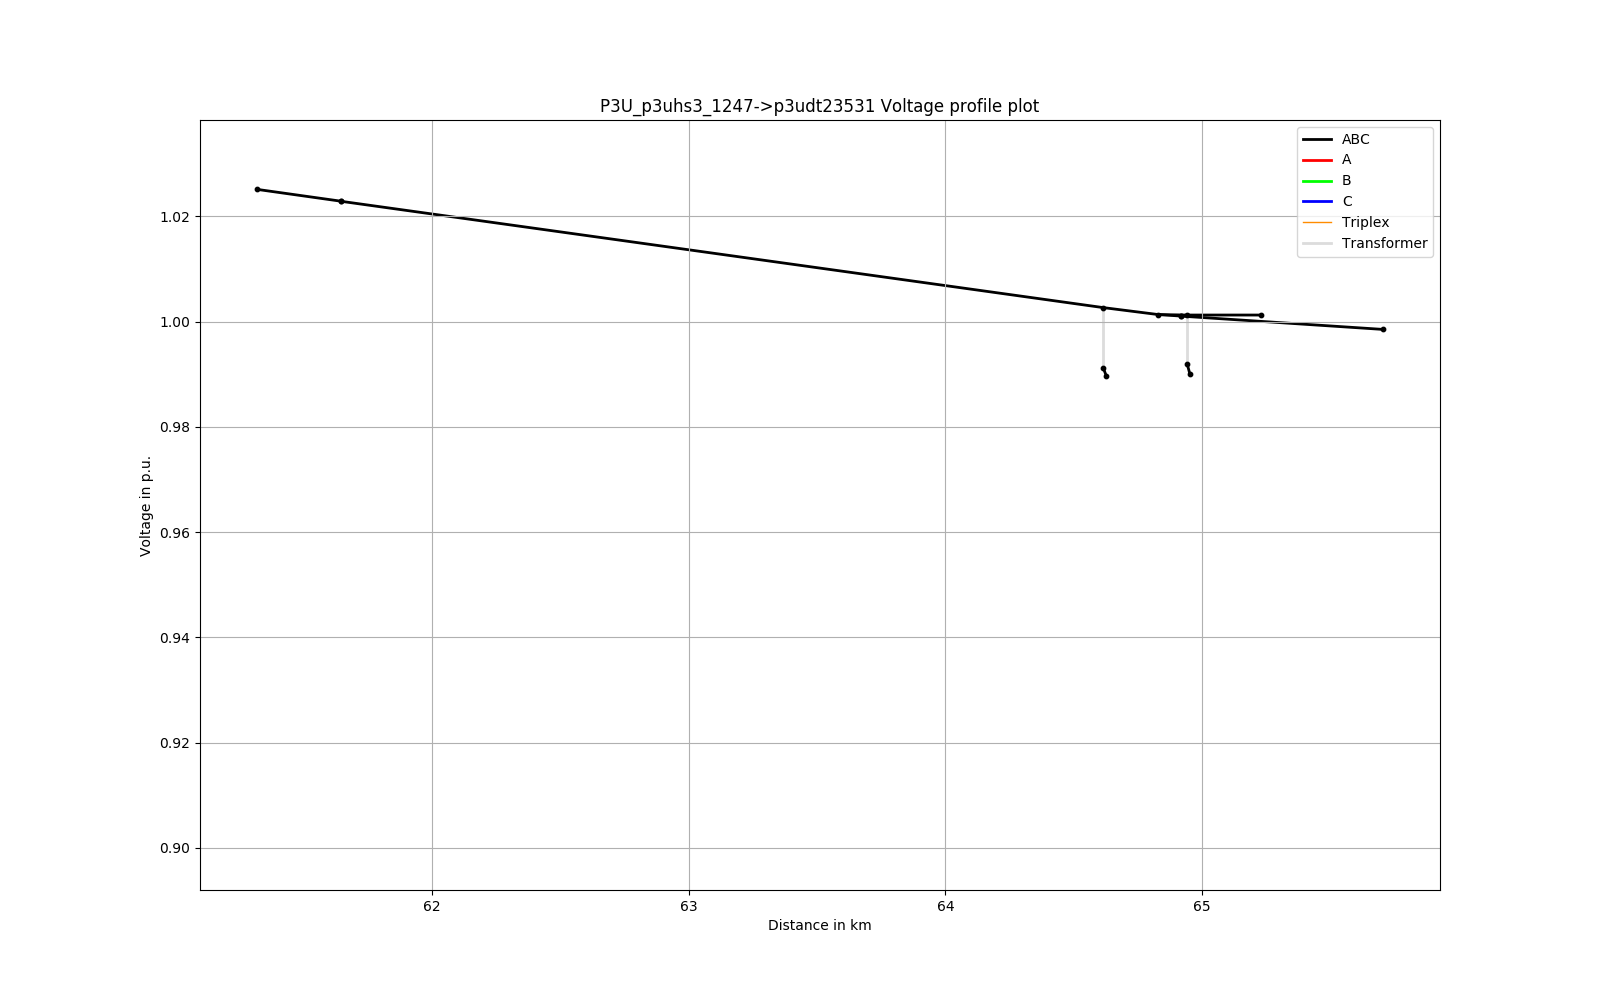 P3U_p3uhs3_1247->p3udt23531 Voltage profile plot
ABC
A
B
C
Triplex
Transformer
1.02
1.00
0.98
0.96
0.94
0.92
0.90
Voltage in p.u.
62 63 64 65
Distance in km